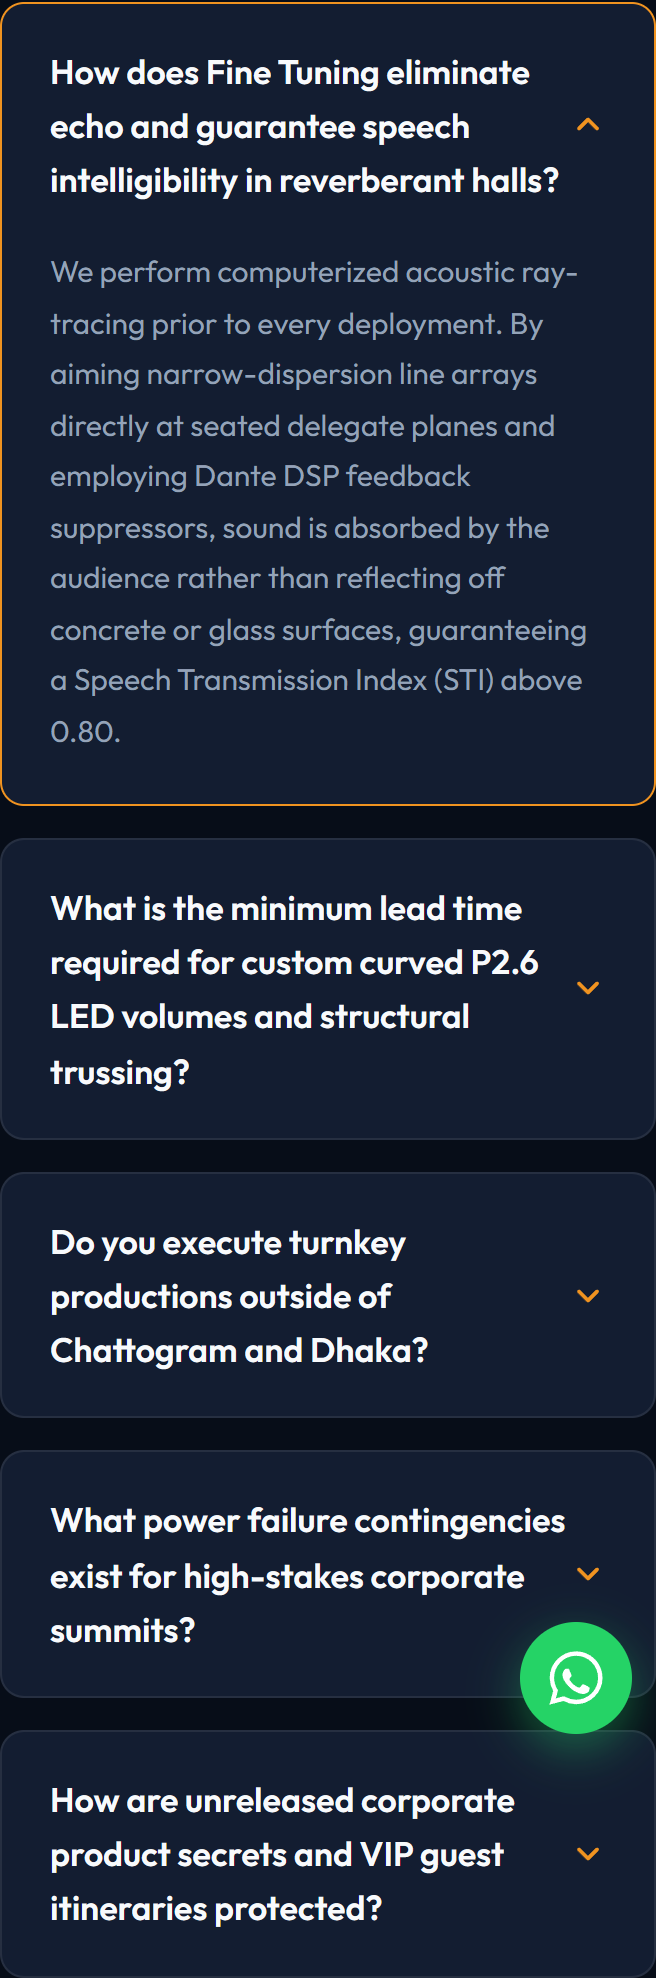 How does Fine Tuning eliminate
echo and guarantee speech
intelligibility in reverberant halls?
We perform computerized acoustic ray-
tracing prior to every deployment. By
aiming narrow-dispersion line arrays
directly at seated delegate planes and
employing Dante DSP feedback
suppressors, sound is absorbed by the
audience rather than reflecting off
concrete or glass surfaces, guaranteeing
a Speech Transmission Index (STI) above
0.80.
What is the minimum lead time
required for custom curved P2.6
LED volumes and structural
trussing?
Do you execute turnkey
productions outside of
Chattogram and Dhaka?
What power failure contingencies
exist for high-stakes corporate
summits?
How are unreleased corporate
product secrets and VIP guest
itineraries protected?